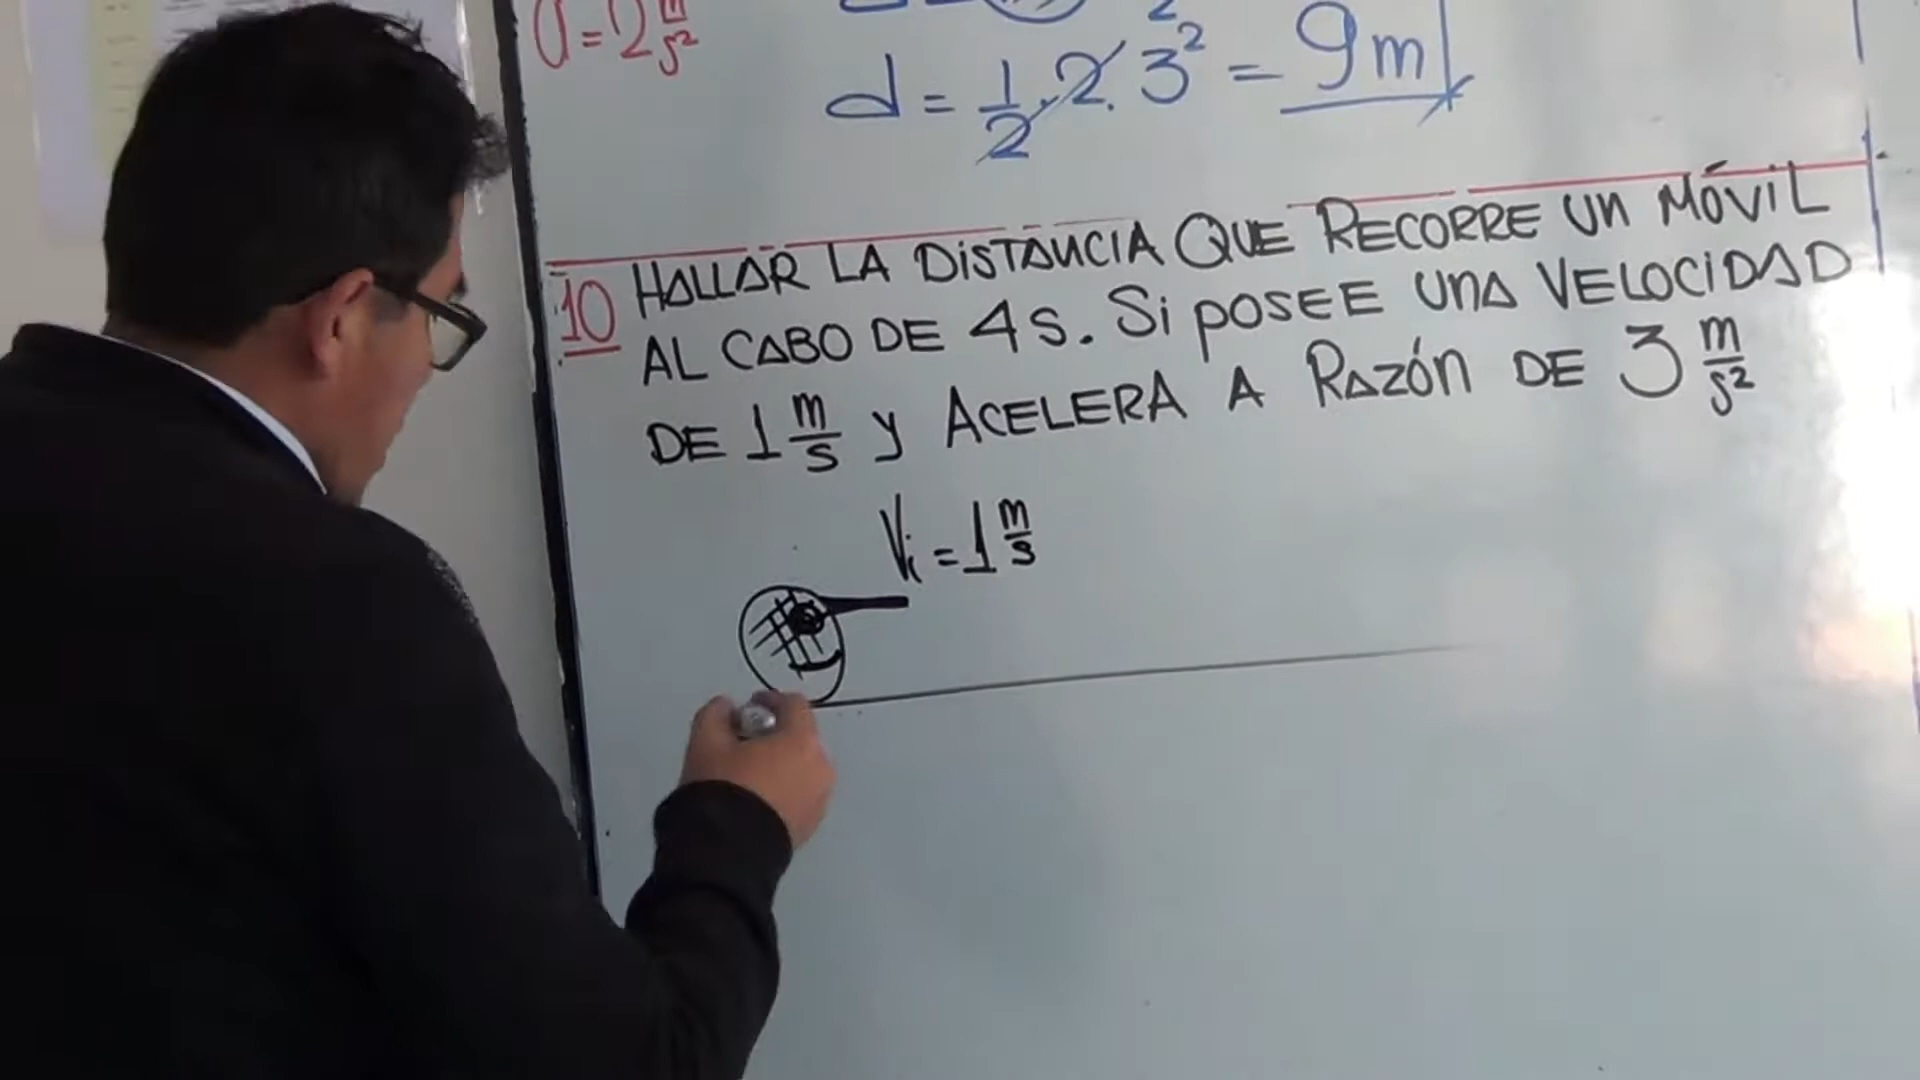 a = 2 m/s²
d = 1/2 . 2 . 3² = 9m
10 HALLAR LA DiSTANCIA QUE RECORRE UN MÓViL
AL CABO DE 4 s. Si POSEE UNA VELOCiDAD
DE 1 m/s y ACELERA A RAZÓN DE 3 m/s²
Vi = 1 m/s